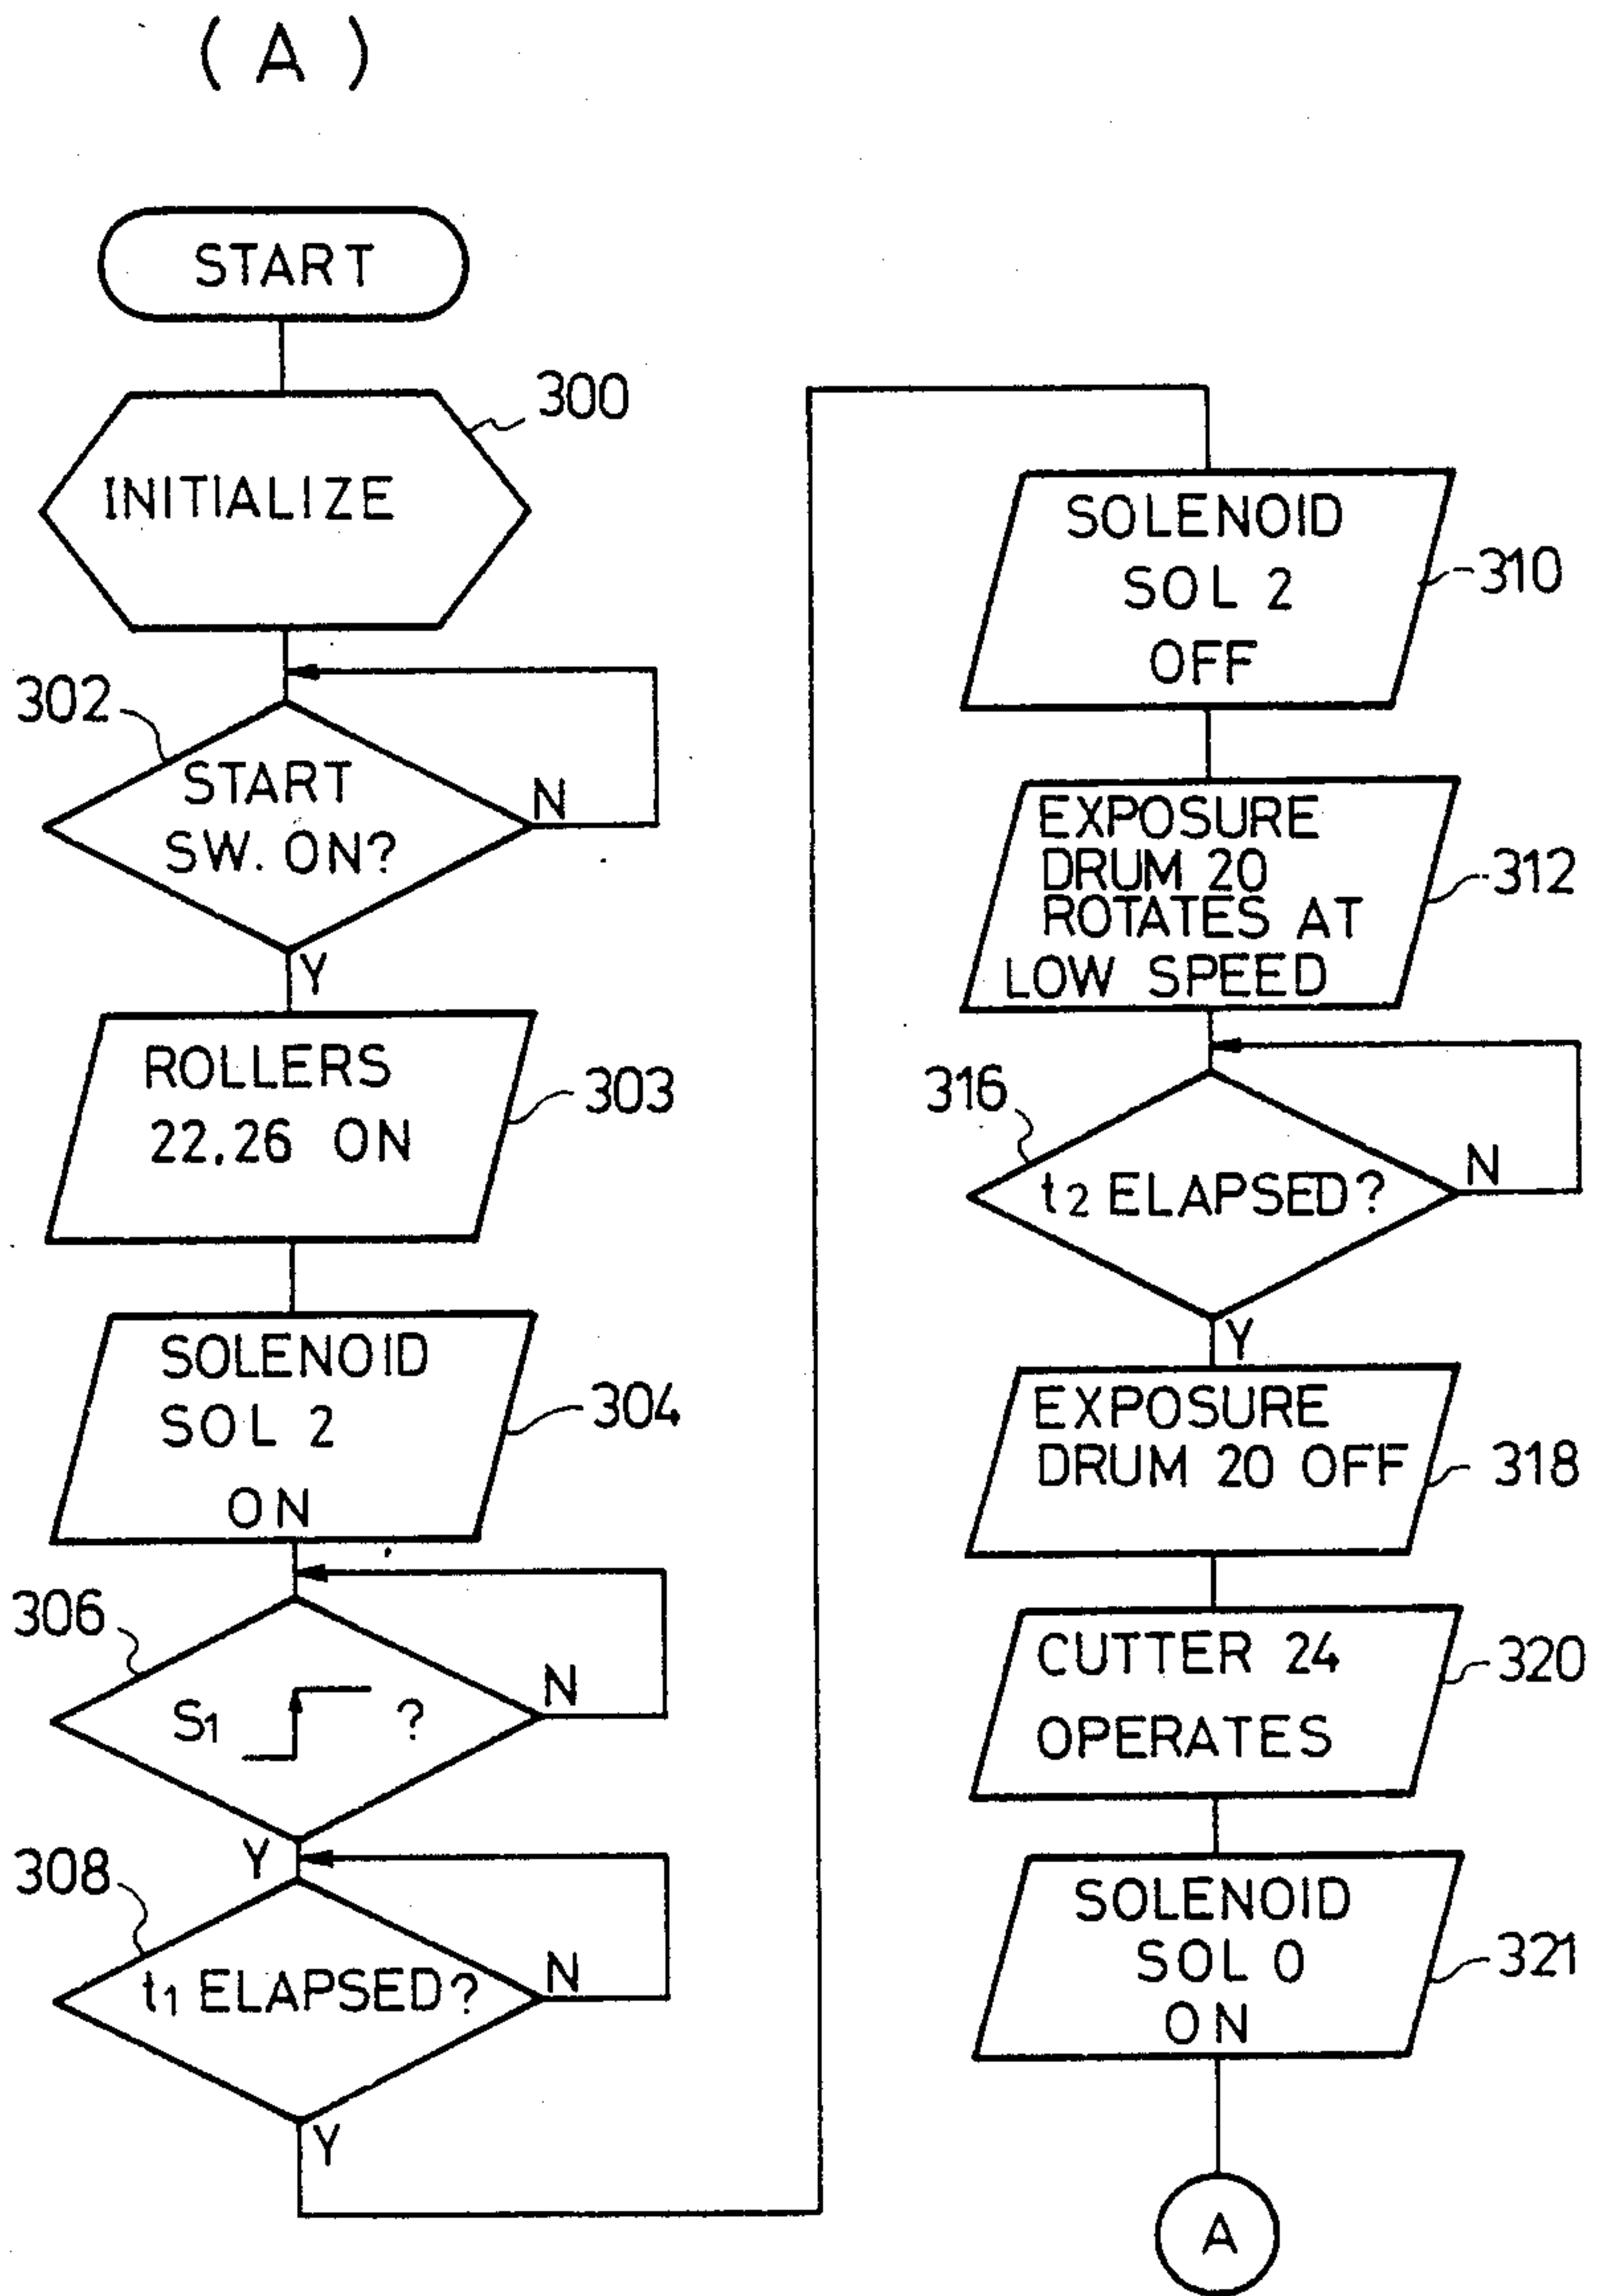 ( A )
START
300
INITIALIZE
302
START
SW. ON?
N
Y
ROLLERS
22.26 ON
303
SOLENOID
SOL 2
ON
304
306
S1 ?
N
Y
308
t1 ELAPSED?
N
Y
SOLENOID
SOL 2
OFF
310
EXPOSURE
DRUM 20
ROTATES AT
LOW SPEED
312
316
t2 ELAPSED?
N
Y
EXPOSURE
DRUM 20 OFF
318
CUTTER 24
OPERATES
320
SOLENOID
SOL 0
ON
321
A